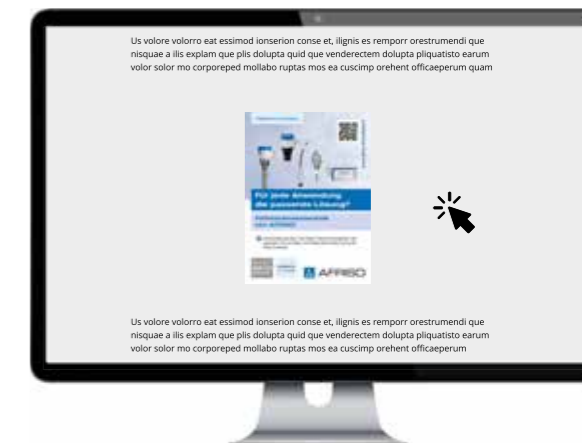 Us volore volorro eat essimod ionserion conse et, ilignis es remporr orestrumendi que
nisquae a ilis explam que plis dolupta quid que venderectem dolupta pliquatisto earum
volor solor mo corporeped mollabo ruptas mos ea cuscimp orehent officaeperum quam
Für jede Anwendung
die passende Lösung!
von AFRISO
AFRISO
Us volore volorro eat essimod ionserion conse et, ilignis es remporr orestrumendi que
nisquae a ilis explam que plis dolupta quid que venderectem dolupta pliquatisto earum
volor solor mo corporeped mollabo ruptas mos ea cuscimp orehent officaeperum